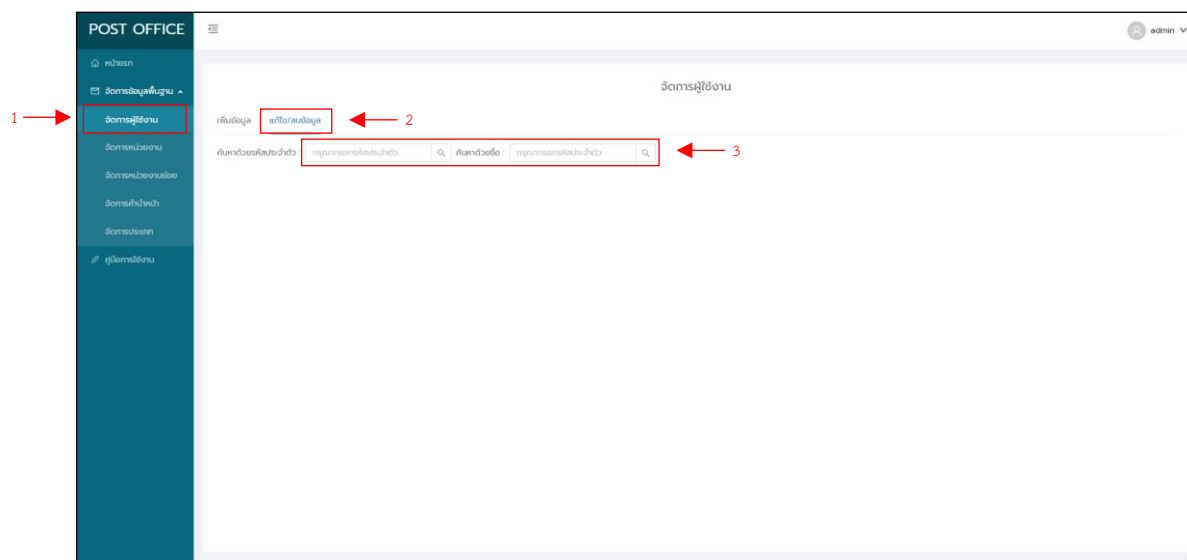 POST OFFICE
admin
หน้าแรก
จัดการข้อมูลพื้นฐาน
จัดการผู้ใช้งาน
1
จัดการผู้ใช้งาน
เพิ่มข้อมูล
แก้ไข/ลบข้อมูล
2
จัดการหน่วยงาน
ค้นหาด้วยรหัสประจำตัว : กรุณากรอกรหัสประจำตัว
ค้นหาด้วยชื่อ : กรุณากรอกรหัสประจำตัว
3
จัดการหน่วยงานย่อย
จัดการคำนำหน้า
จัดการประเภท
คู่มือการใช้งาน